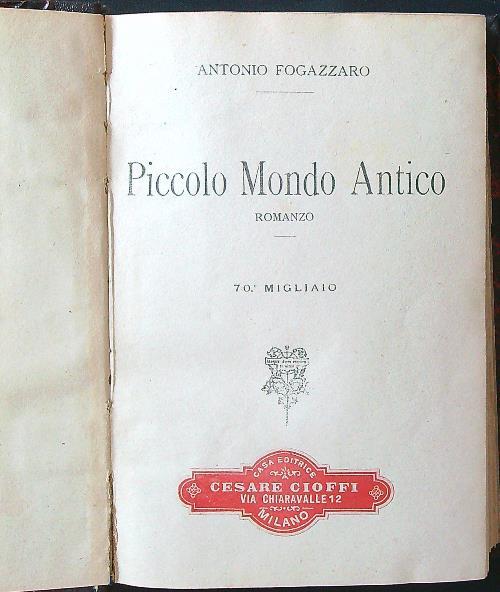 ANTONIO FOGAZZARO
Piccolo Mondo Antico
ROMANZO
70.° MIGLIAIO
CASA EDITRICE
CESARE CIOFFI
VIA CHIARAVALLE 12
MILANO